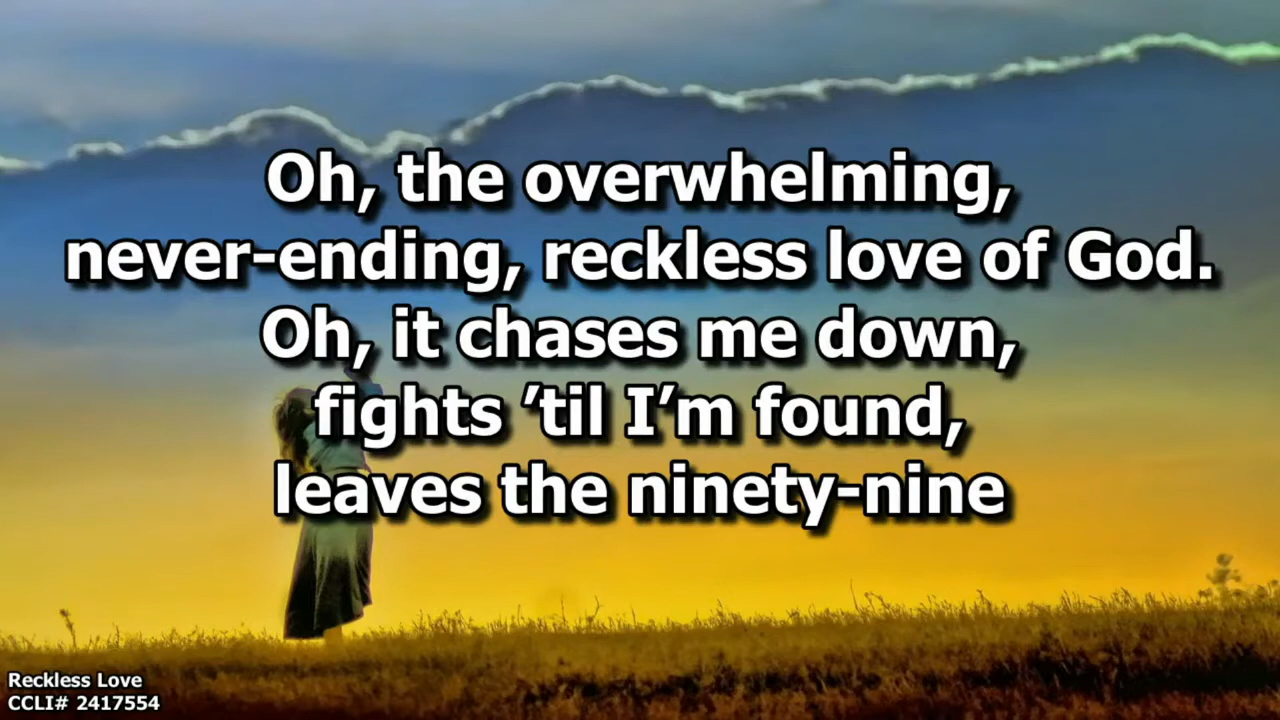 Oh, the overwhelming,
never-ending, reckless love of God.
Oh, it chases me down,
fights ’til I’m found,
leaves the ninety-nine
Reckless Love
CCLI# 2417554